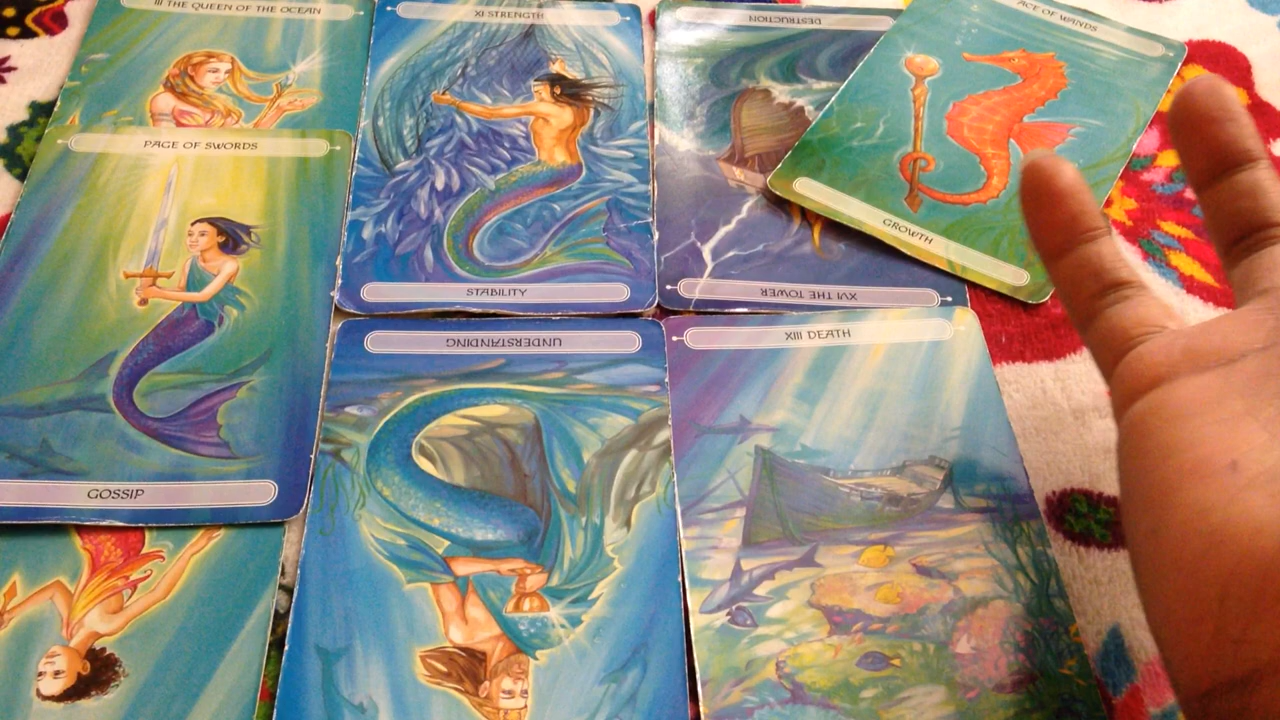 III THE QUEEN OF THE OCEAN
PAGE OF SWORDS
GOSSIP
XI STRENGTH
STABILITY
DESTRUCTION
XVI THE TOWER
ACE OF WANDS
GROWTH
UNDERSTANDING
XIII DEATH